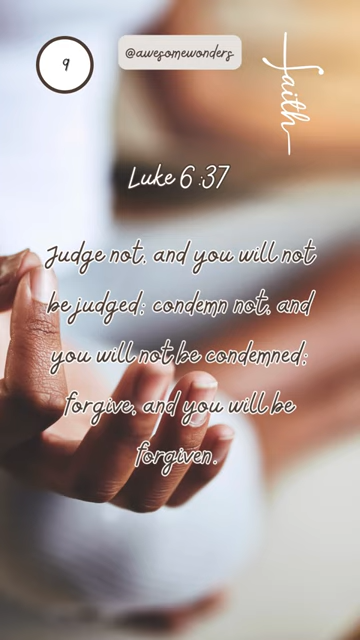 9
@awesomewonders
faith
Luke 6:37
Judge not, and you will not
be judged; condemn not, and
you will not be condemned;
forgive, and you will be
forgiven.